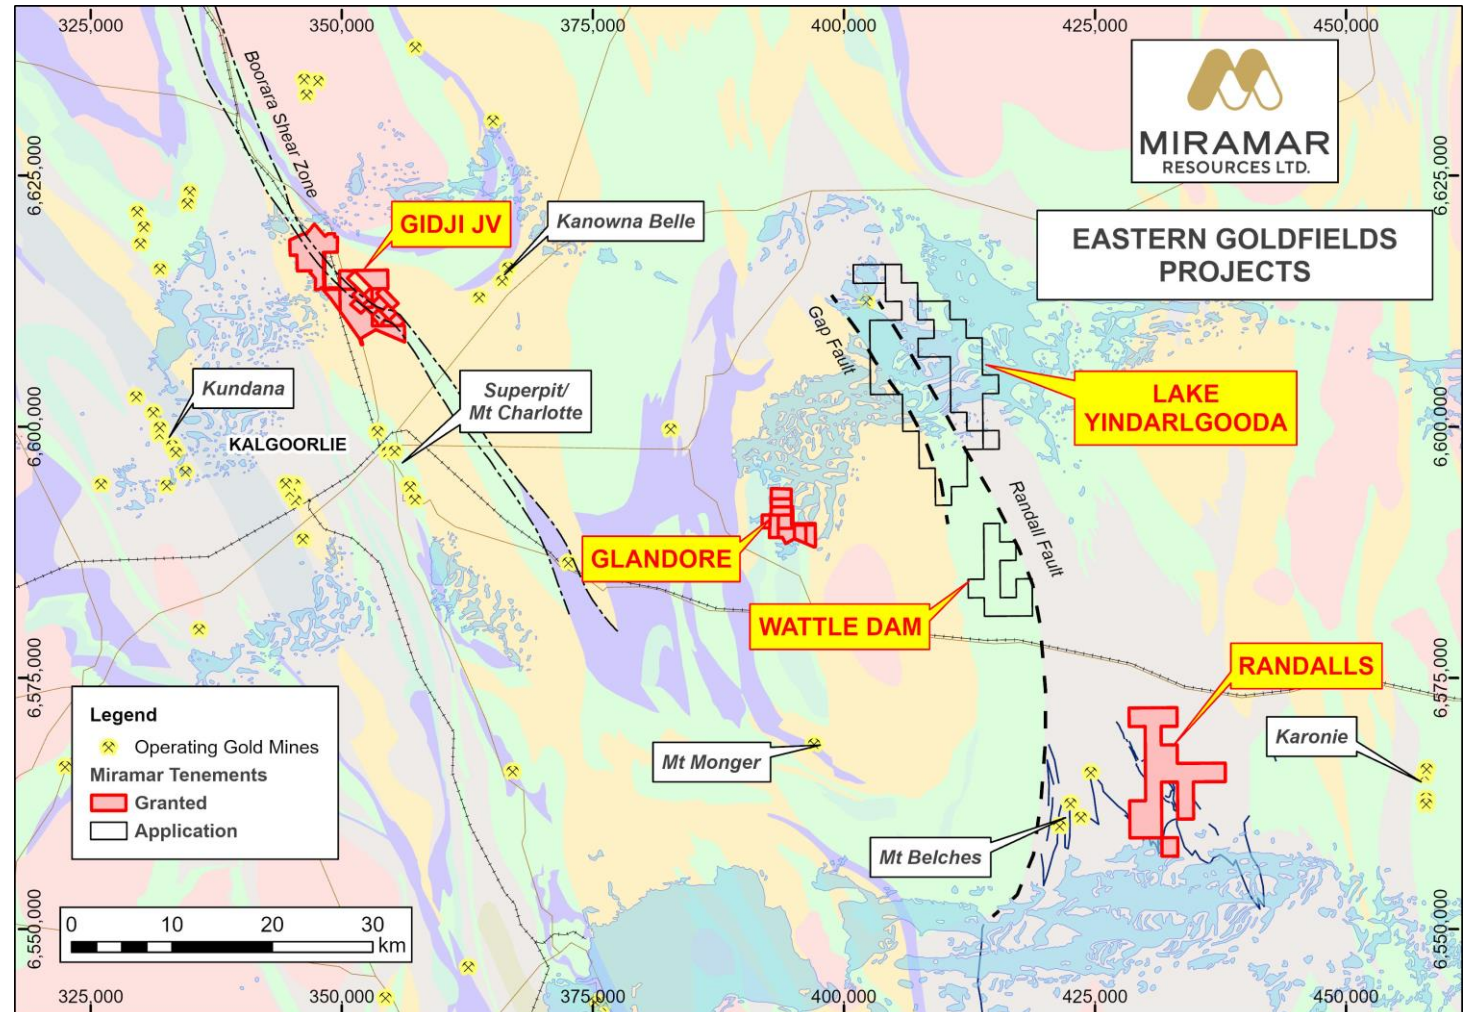 325,000
350,000
375,000
400,000
425,000
450,000
MIRAMAR
RESOURCES LTD.
EASTERN GOLDFIELDS
PROJECTS
6,625,000
6,625,000
Boorara Shear Zone
GIDJI JV
Kanowna Belle
Gap Fault
Kundana
Superpit/
Mt Charlotte
LAKE
YINDARLGOODA
6,600,000
KALGOORLIE
6,600,000
Randall Fault
GLANDORE
WATTLE DAM
RANDALLS
6,575,000
6,575,000
Legend
Operating Gold Mines
Miramar Tenements
Granted
Application
Mt Monger
Karonie
Mt Belches
0
10
20
30
km
6,550,000
6,550,000
325,000
350,000
375,000
400,000
425,000
450,000